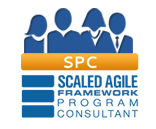 SPC
SCALED AGILE
FRAMEWORK
PROGRAM
CONSULTANT